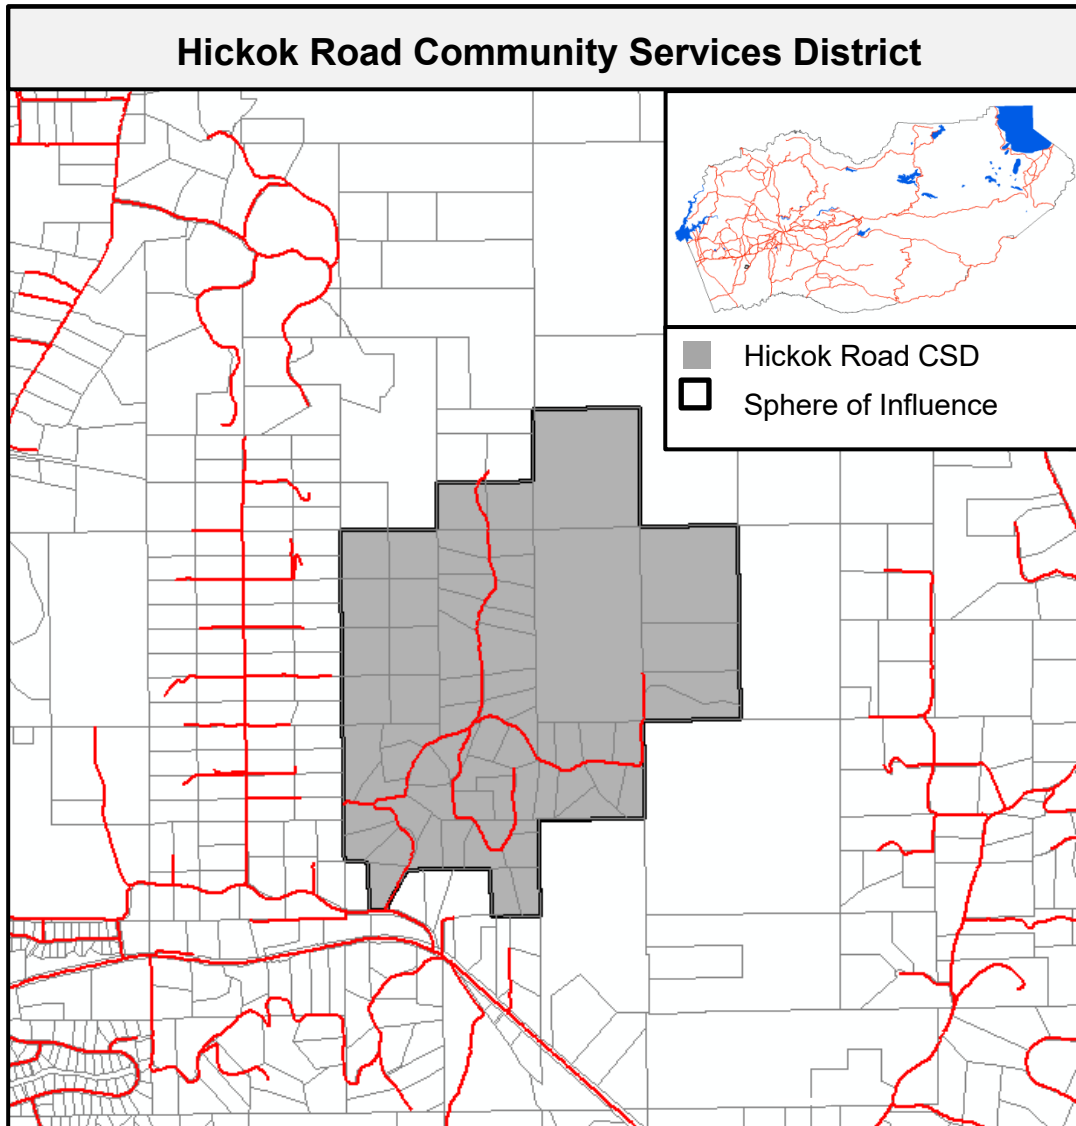 Hickok Road Community Services District
Hickok Road CSD
Sphere of Influence